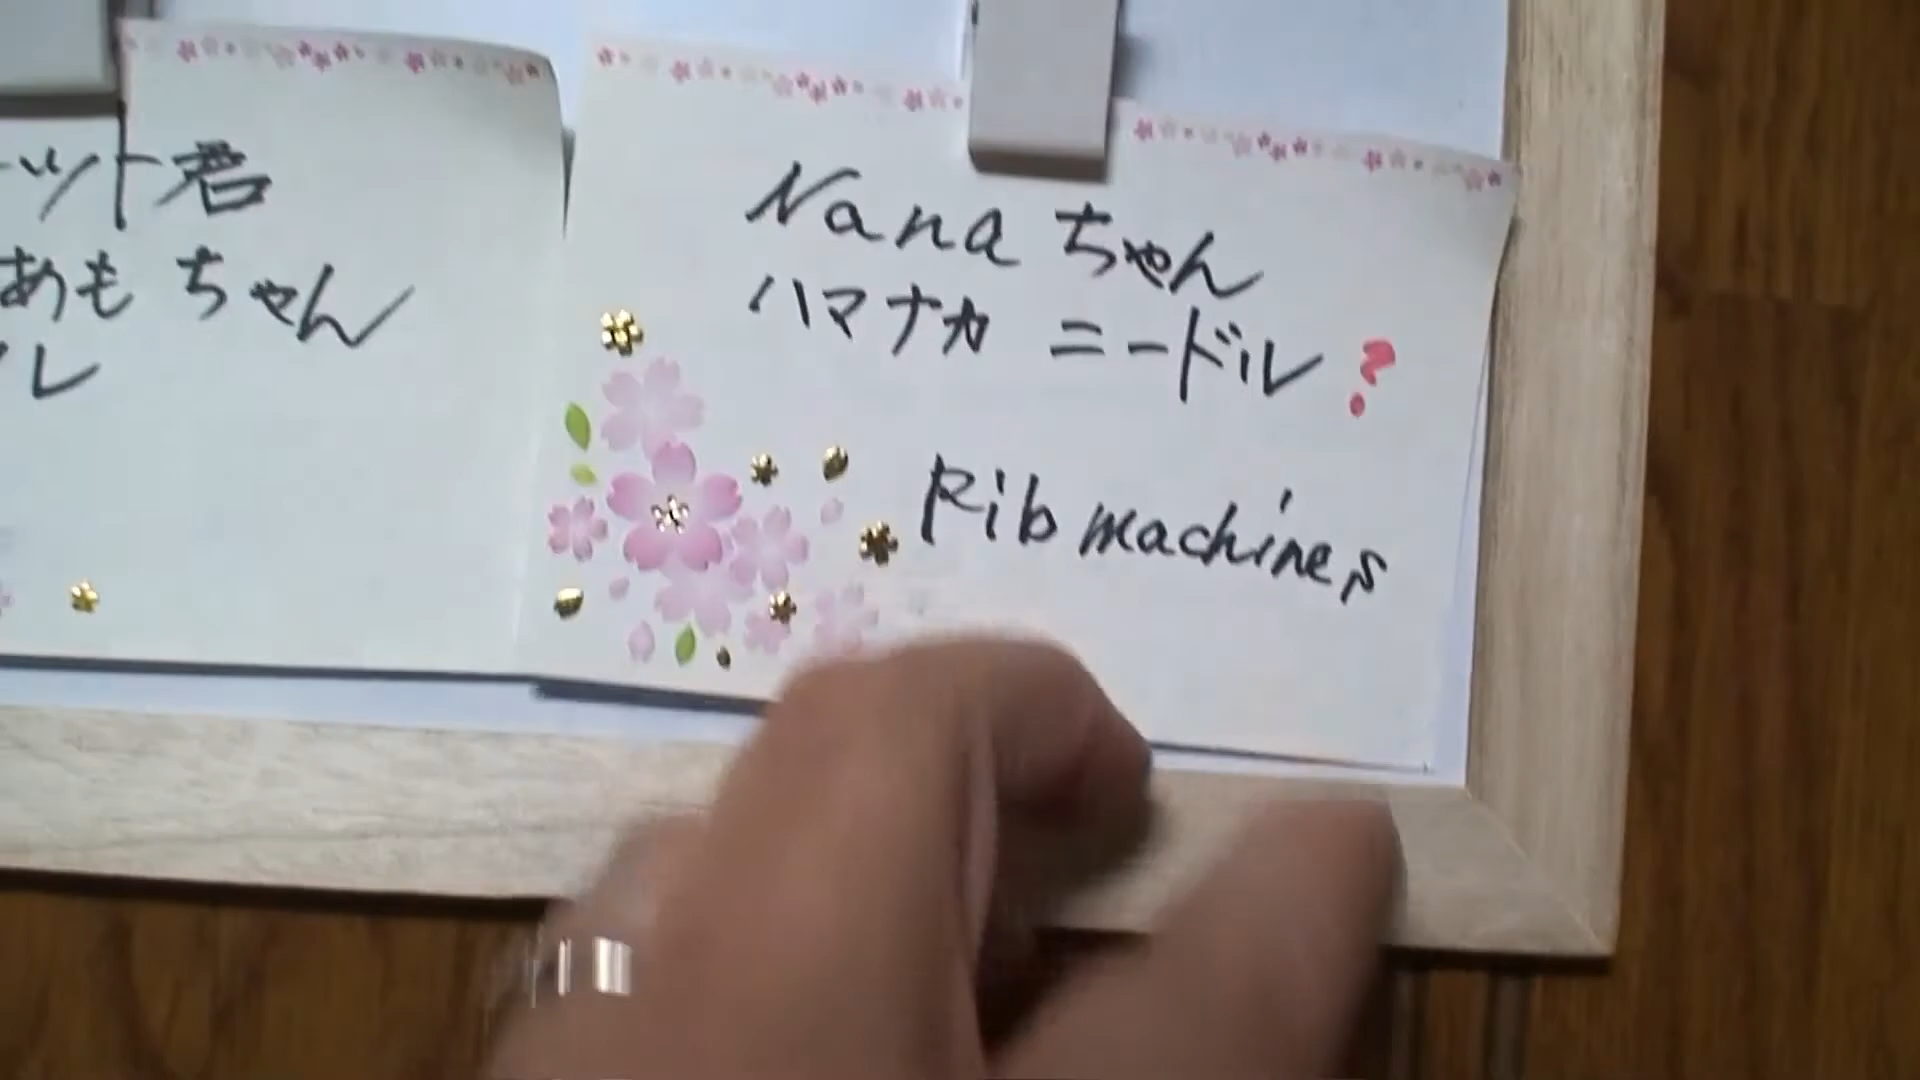 ット君
あもちゃん
ル
Nana ちゃん
ハマナカ ニードル ?
Rib machines